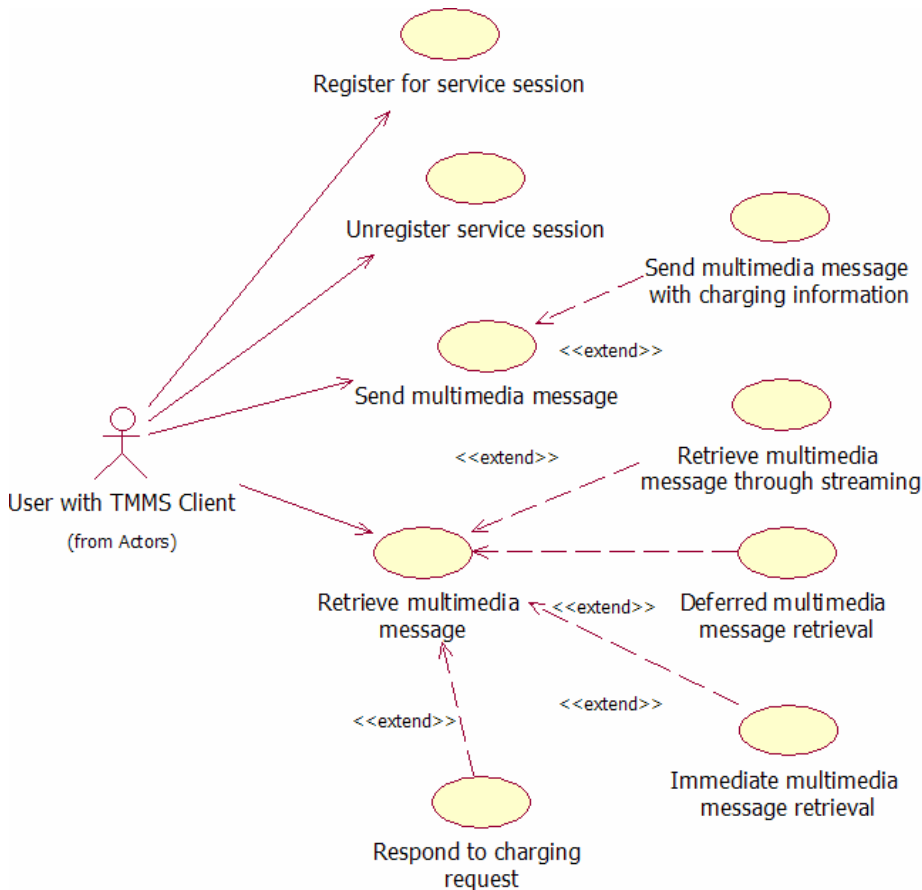 Register for service session
Unregister service session
Send multimedia message
with charging information
<<extend>>
Send multimedia message
<<extend>>
Retrieve multimedia
message through streaming
User with TMMS Client
(from Actors)
Retrieve multimedia
message
<<extend>>
Deferred multimedia
message retrieval
<<extend>>
<<extend>>
Immediate multimedia
message retrieval
Respond to charging
request